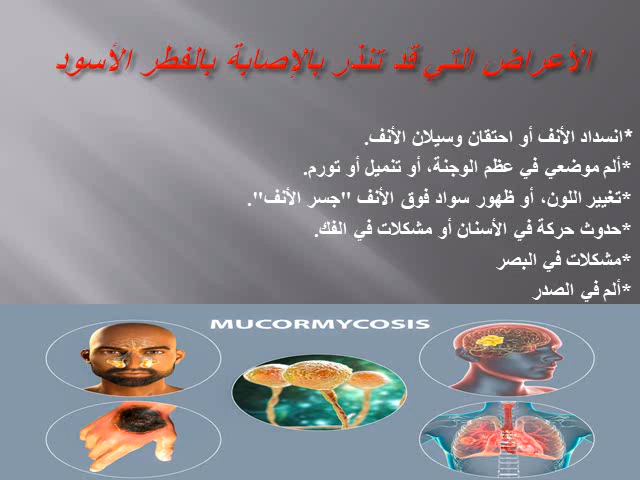 الأعراض التي قد تنذر بالإصابة بالفطر الأسود
*انسداد الأنف أو احتقان وسيلان الأنف.
*ألم موضعي في عظم الوجنة، أو تنميل أو تورم.
*تغيير اللون، أو ظهور سواد فوق الأنف "جسر الأنف".
*حدوث حركة في الأسنان أو مشكلات في الفك.
*مشكلات في البصر
*ألم في الصدر
MUCORMYCOSIS